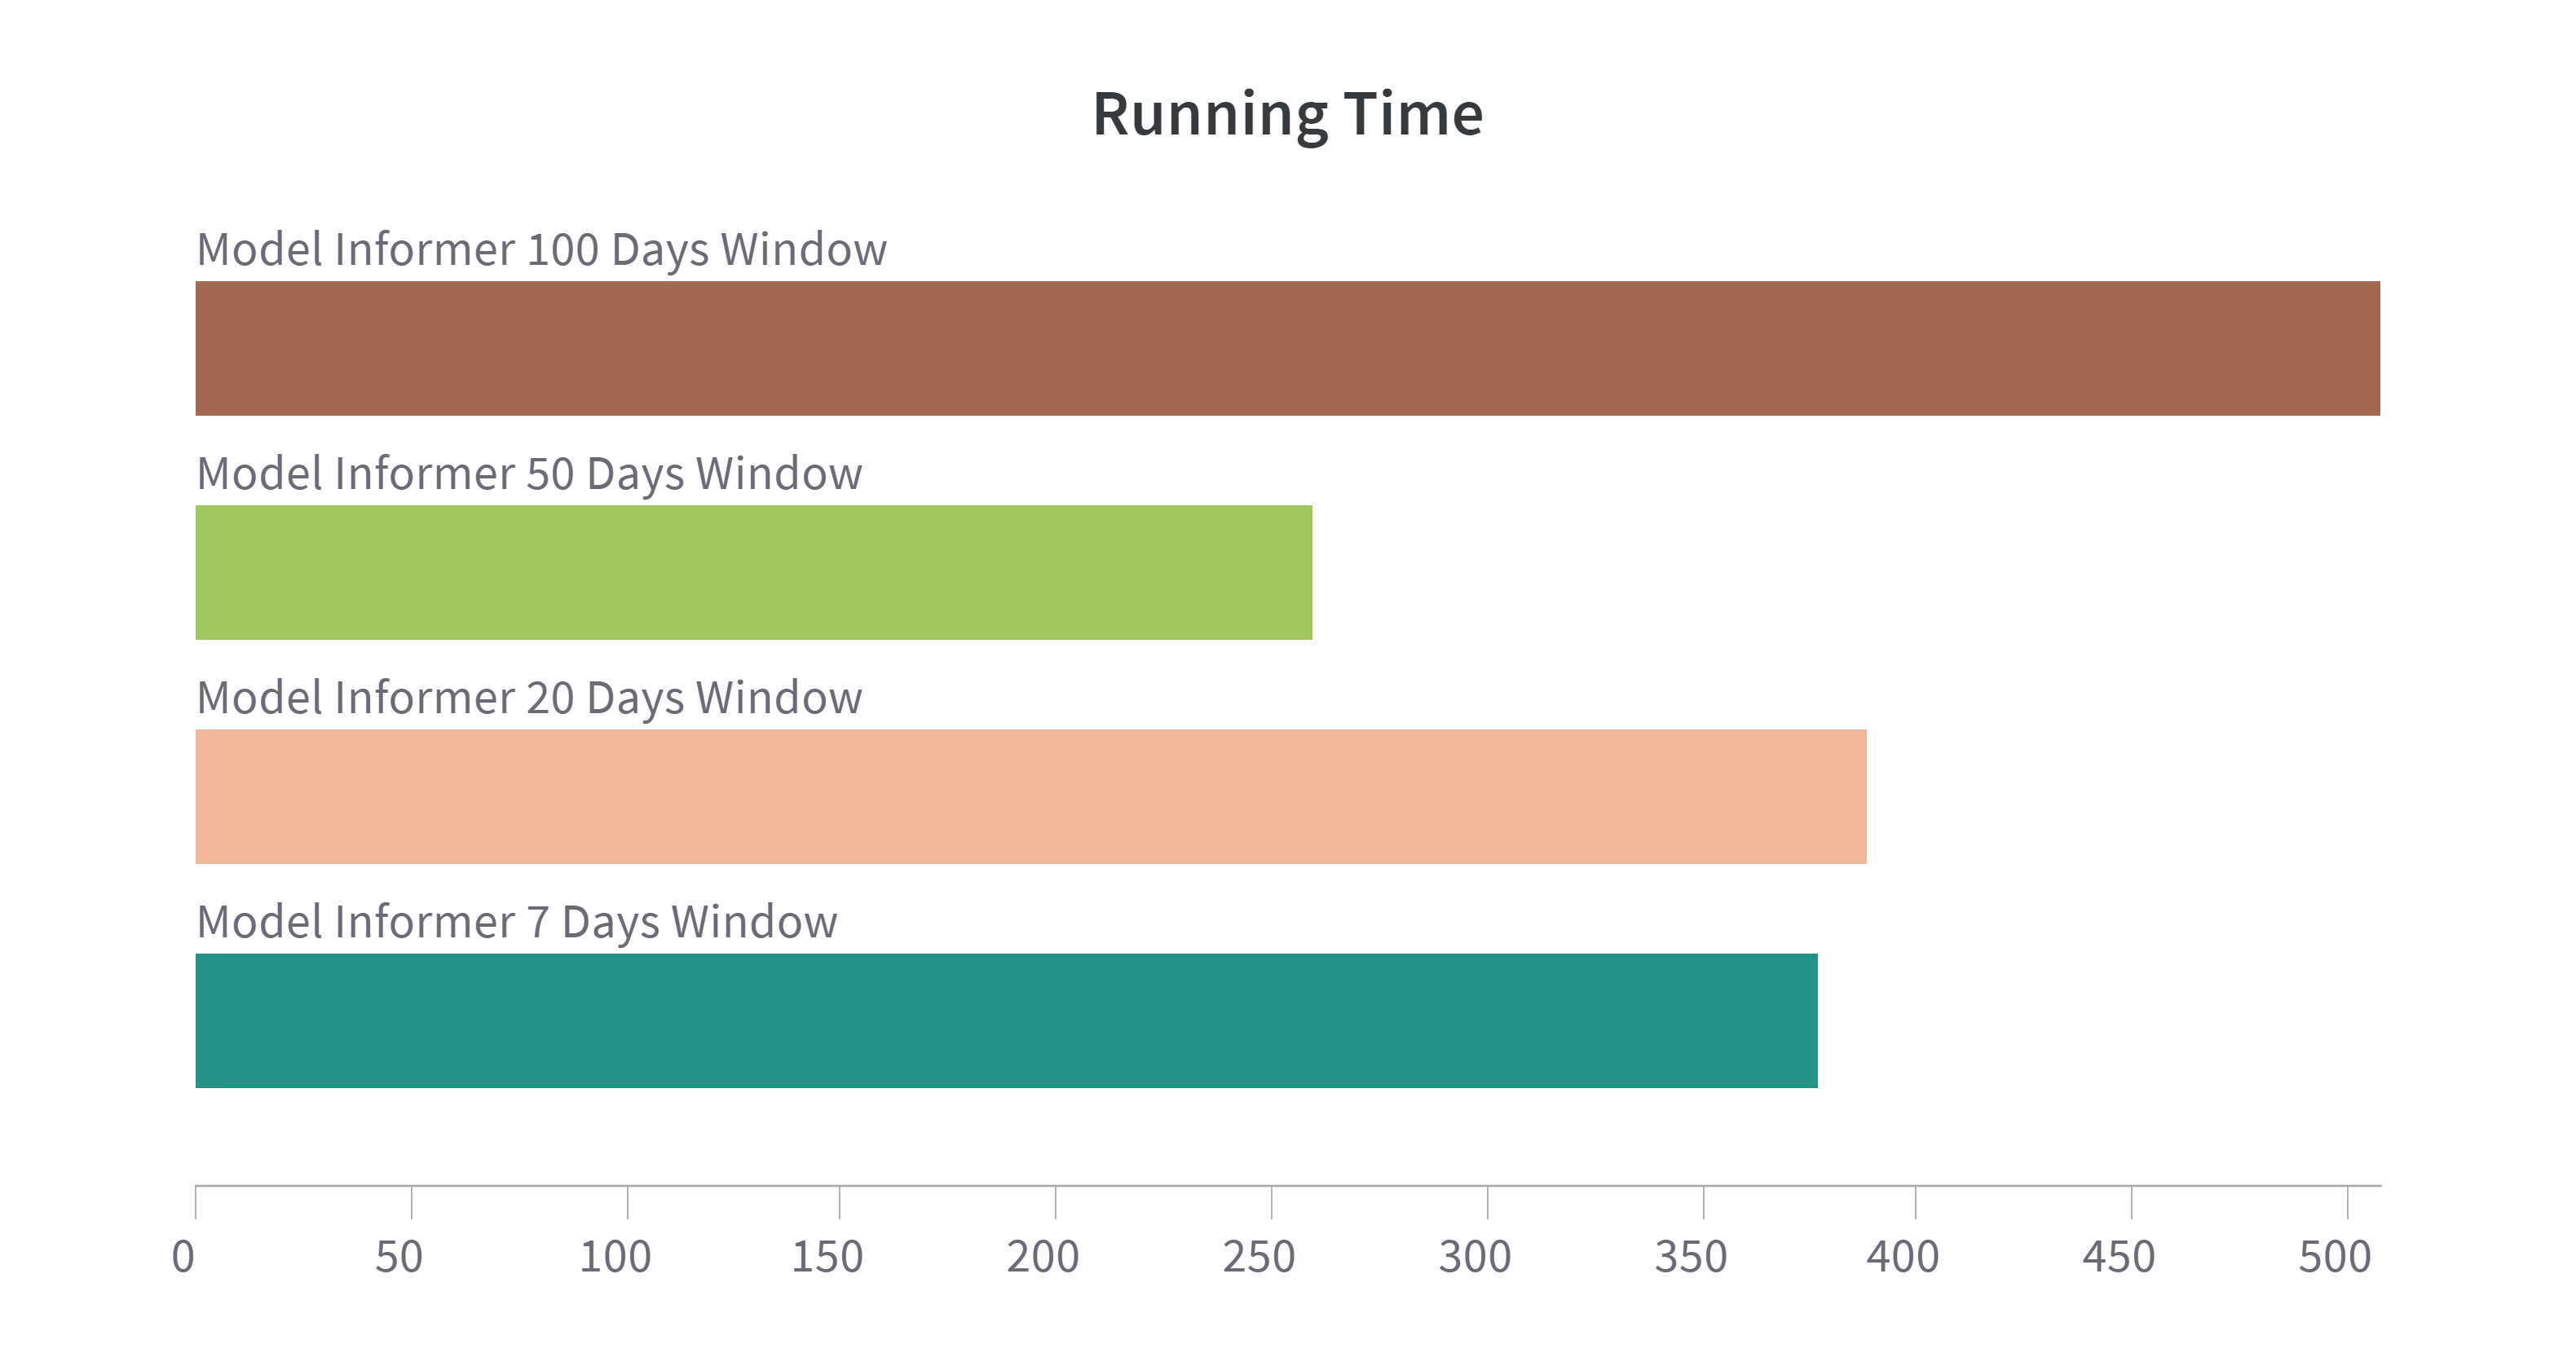 Running Time
Model Informer 100 Days Window
Model Informer 50 Days Window
Model Informer 20 Days Window
Model Informer 7 Days Window
0 50 100 150 200 250 300 350 400 450 500